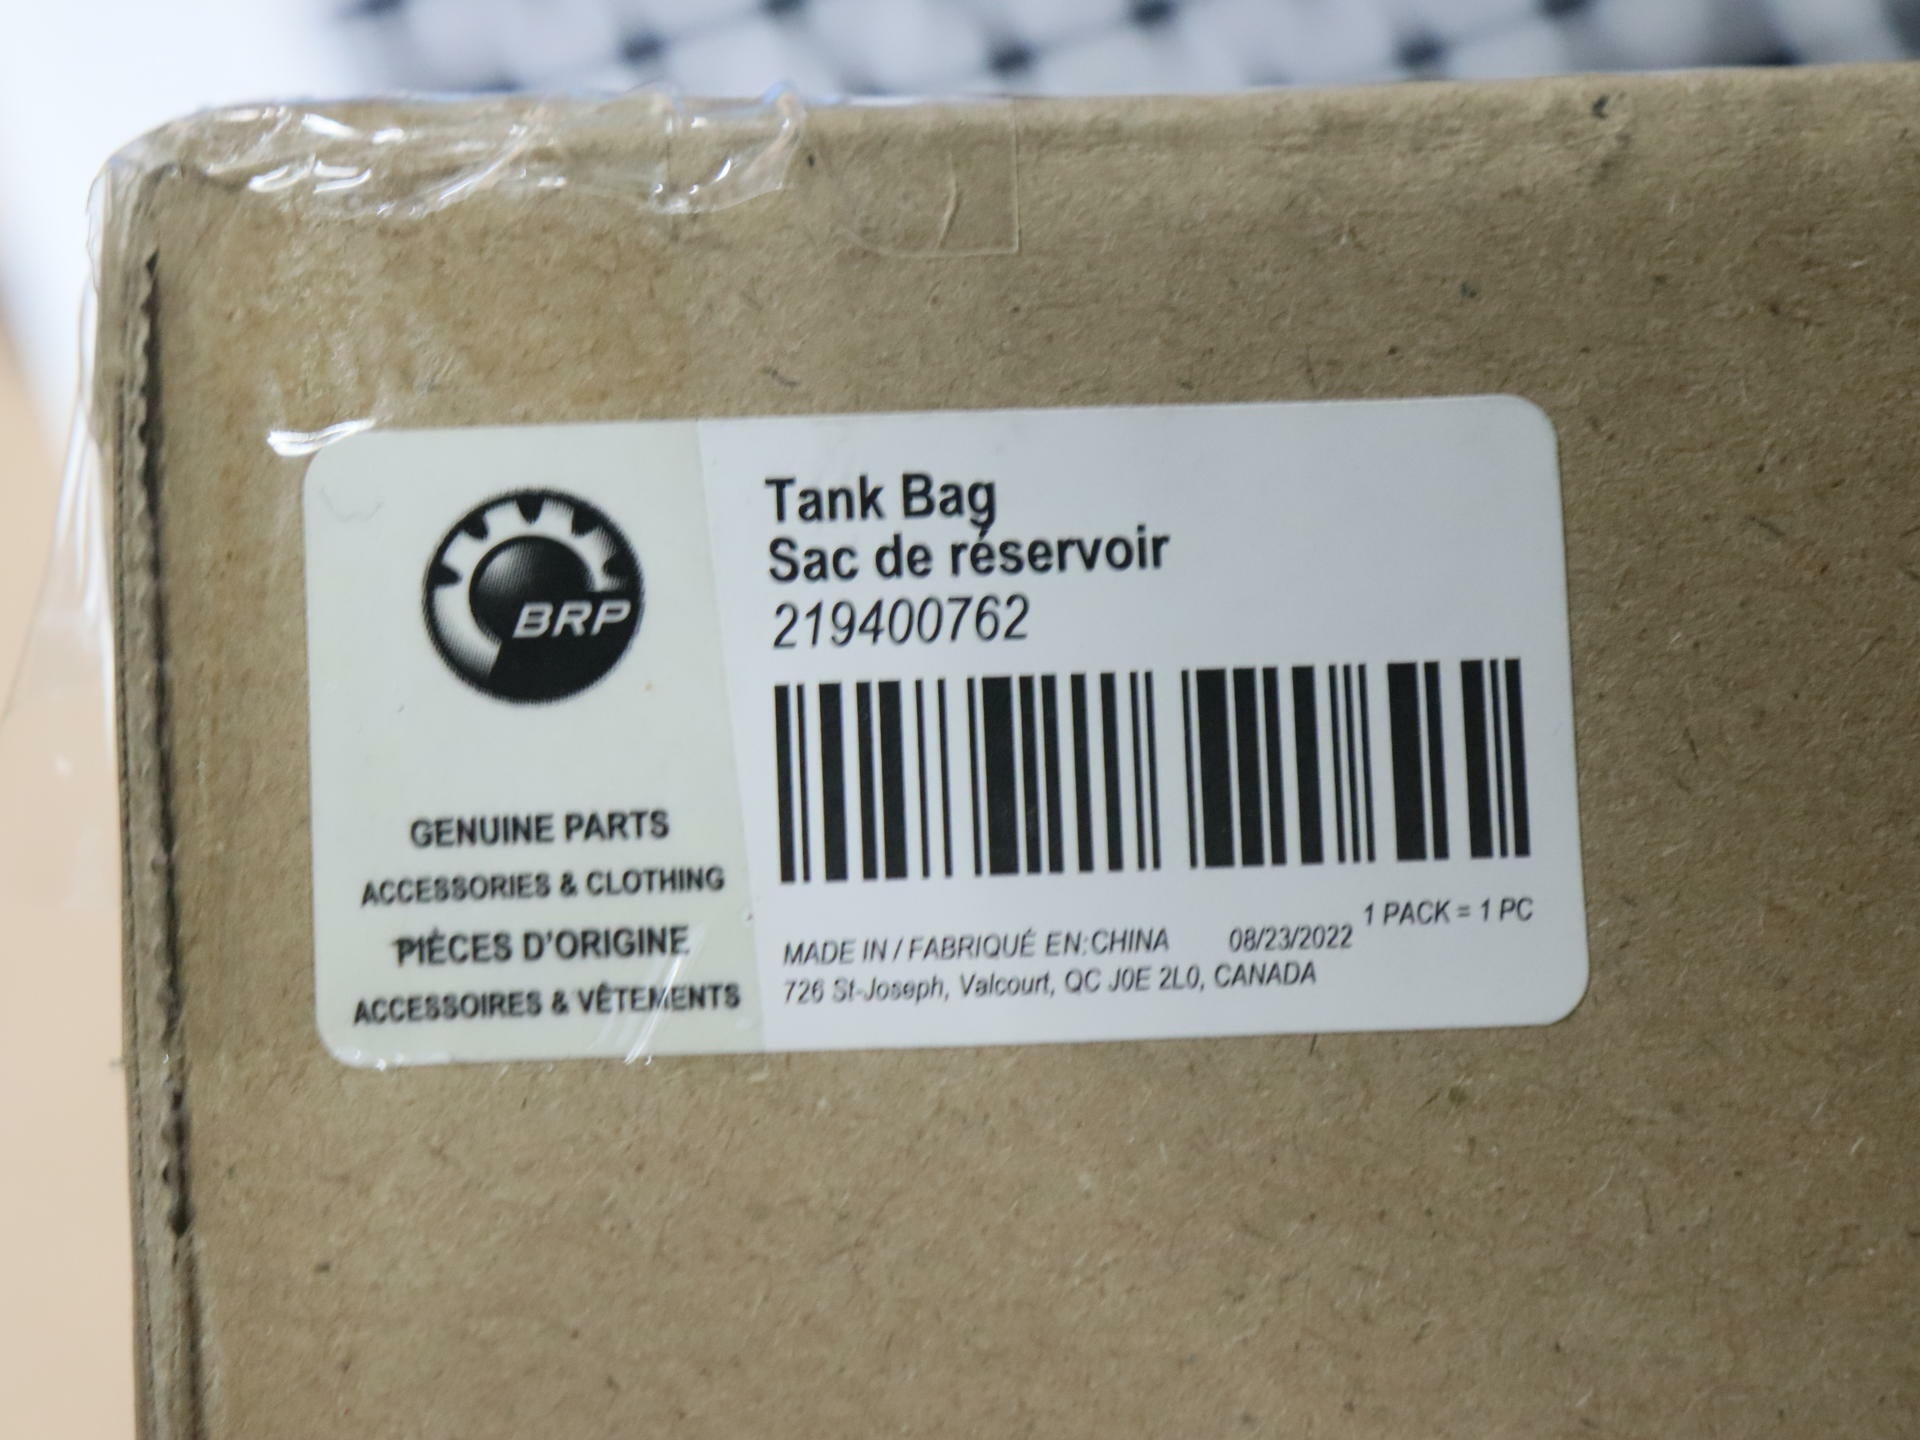 BRP
GENUINE PARTS
ACCESSORIES & CLOTHING
PIÈCES D'ORIGINE
ACCESSOIRES & VÊTEMENTS
Tank Bag
Sac de réservoir
219400762
1 PACK = 1 PC
MADE IN / FABRIQUÉ EN:CHINA 08/23/2022
726 St-Joseph, Valcourt, QC J0E 2L0, CANADA